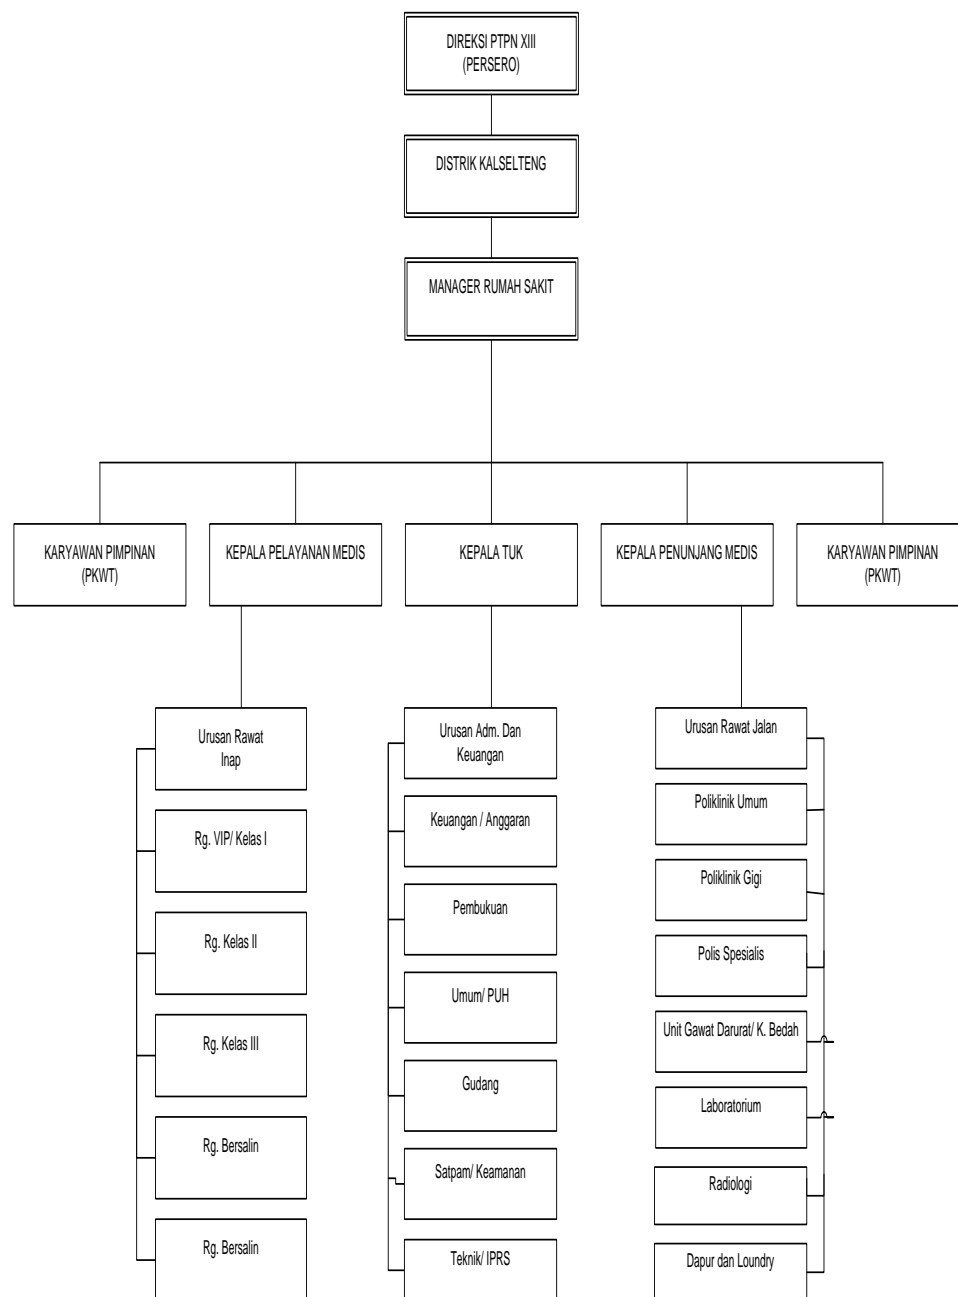 DIREKSI PTPN XIII
(PERSERO)
DISTRIK KALSELTENG
MANAGER RUMAH SAKIT
KARYAWAN PIMPINAN
(PKWT)
KEPALA PELAYANAN MEDIS
KEPALA TUK
KEPALA PENUNJANG MEDIS
KARYAWAN PIMPINAN
(PKWT)
Urusan Rawat
Inap
Rg. VIP/ Kelas I
Rg. Kelas II
Rg. Kelas III
Rg. Bersalin
Rg. Bersalin
Urusan Adm. Dan
Keuangan
Keuangan / Anggaran
Pembukuan
Umum/ PUH
Gudang
Satpam/ Keamanan
Teknik/ IPRS
Urusan Rawat Jalan
Poliklinik Umum
Poliklinik Gigi
Polis Spesialis
Unit Gawat Darurat/ K. Bedah
Laboratorium
Radiologi
Dapur dan Loundry